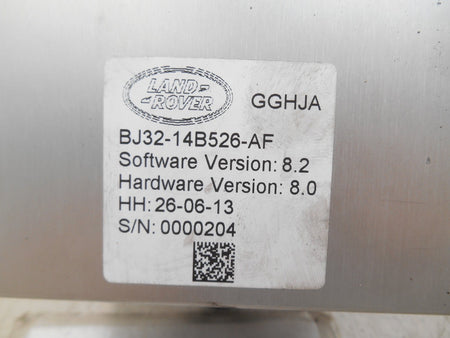 LAND
ROVER
GGHJA
BJ32-14B526-AF
Software Version: 8.2
Hardware Version: 8.0
HH: 26-06-13
S/N: 0000204